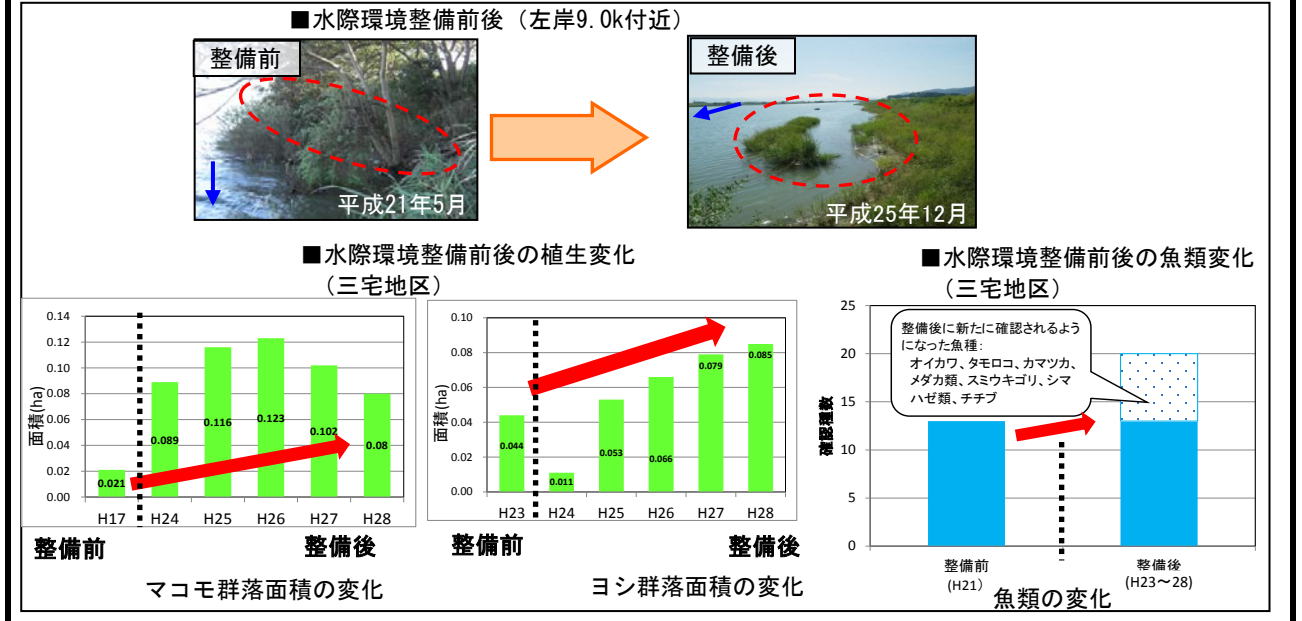 ■水際環境整備前後（左岸9.0k付近）
整備前
平成21年5月
整備後
平成25年12月
■水際環境整備前後の植生変化
（三宅地区）
面積(ha)
0.14
0.12
0.10
0.08
0.06
0.04
0.02
0.00
0.021
0.089
0.116
0.123
0.102
0.08
H17 H24 H25 H26 H27 H28
整備前 整備後
マコモ群落面積の変化
面積(ha)
0.10
0.08
0.06
0.04
0.02
0.00
0.044
0.011
0.053
0.066
0.079
0.085
H23 H24 H25 H26 H27 H28
整備前 整備後
ヨシ群落面積の変化
■水際環境整備前後の魚類変化
（三宅地区）
確認種数
25
20
15
10
5
0
整備後に新たに確認されるよう
になった魚種：
オイカワ、タモロコ、カマツカ、
メダカ類、スミウキゴリ、シマ
ハゼ類、チチブ
整備前
(H21)
整備後
(H23～28)
魚類の変化